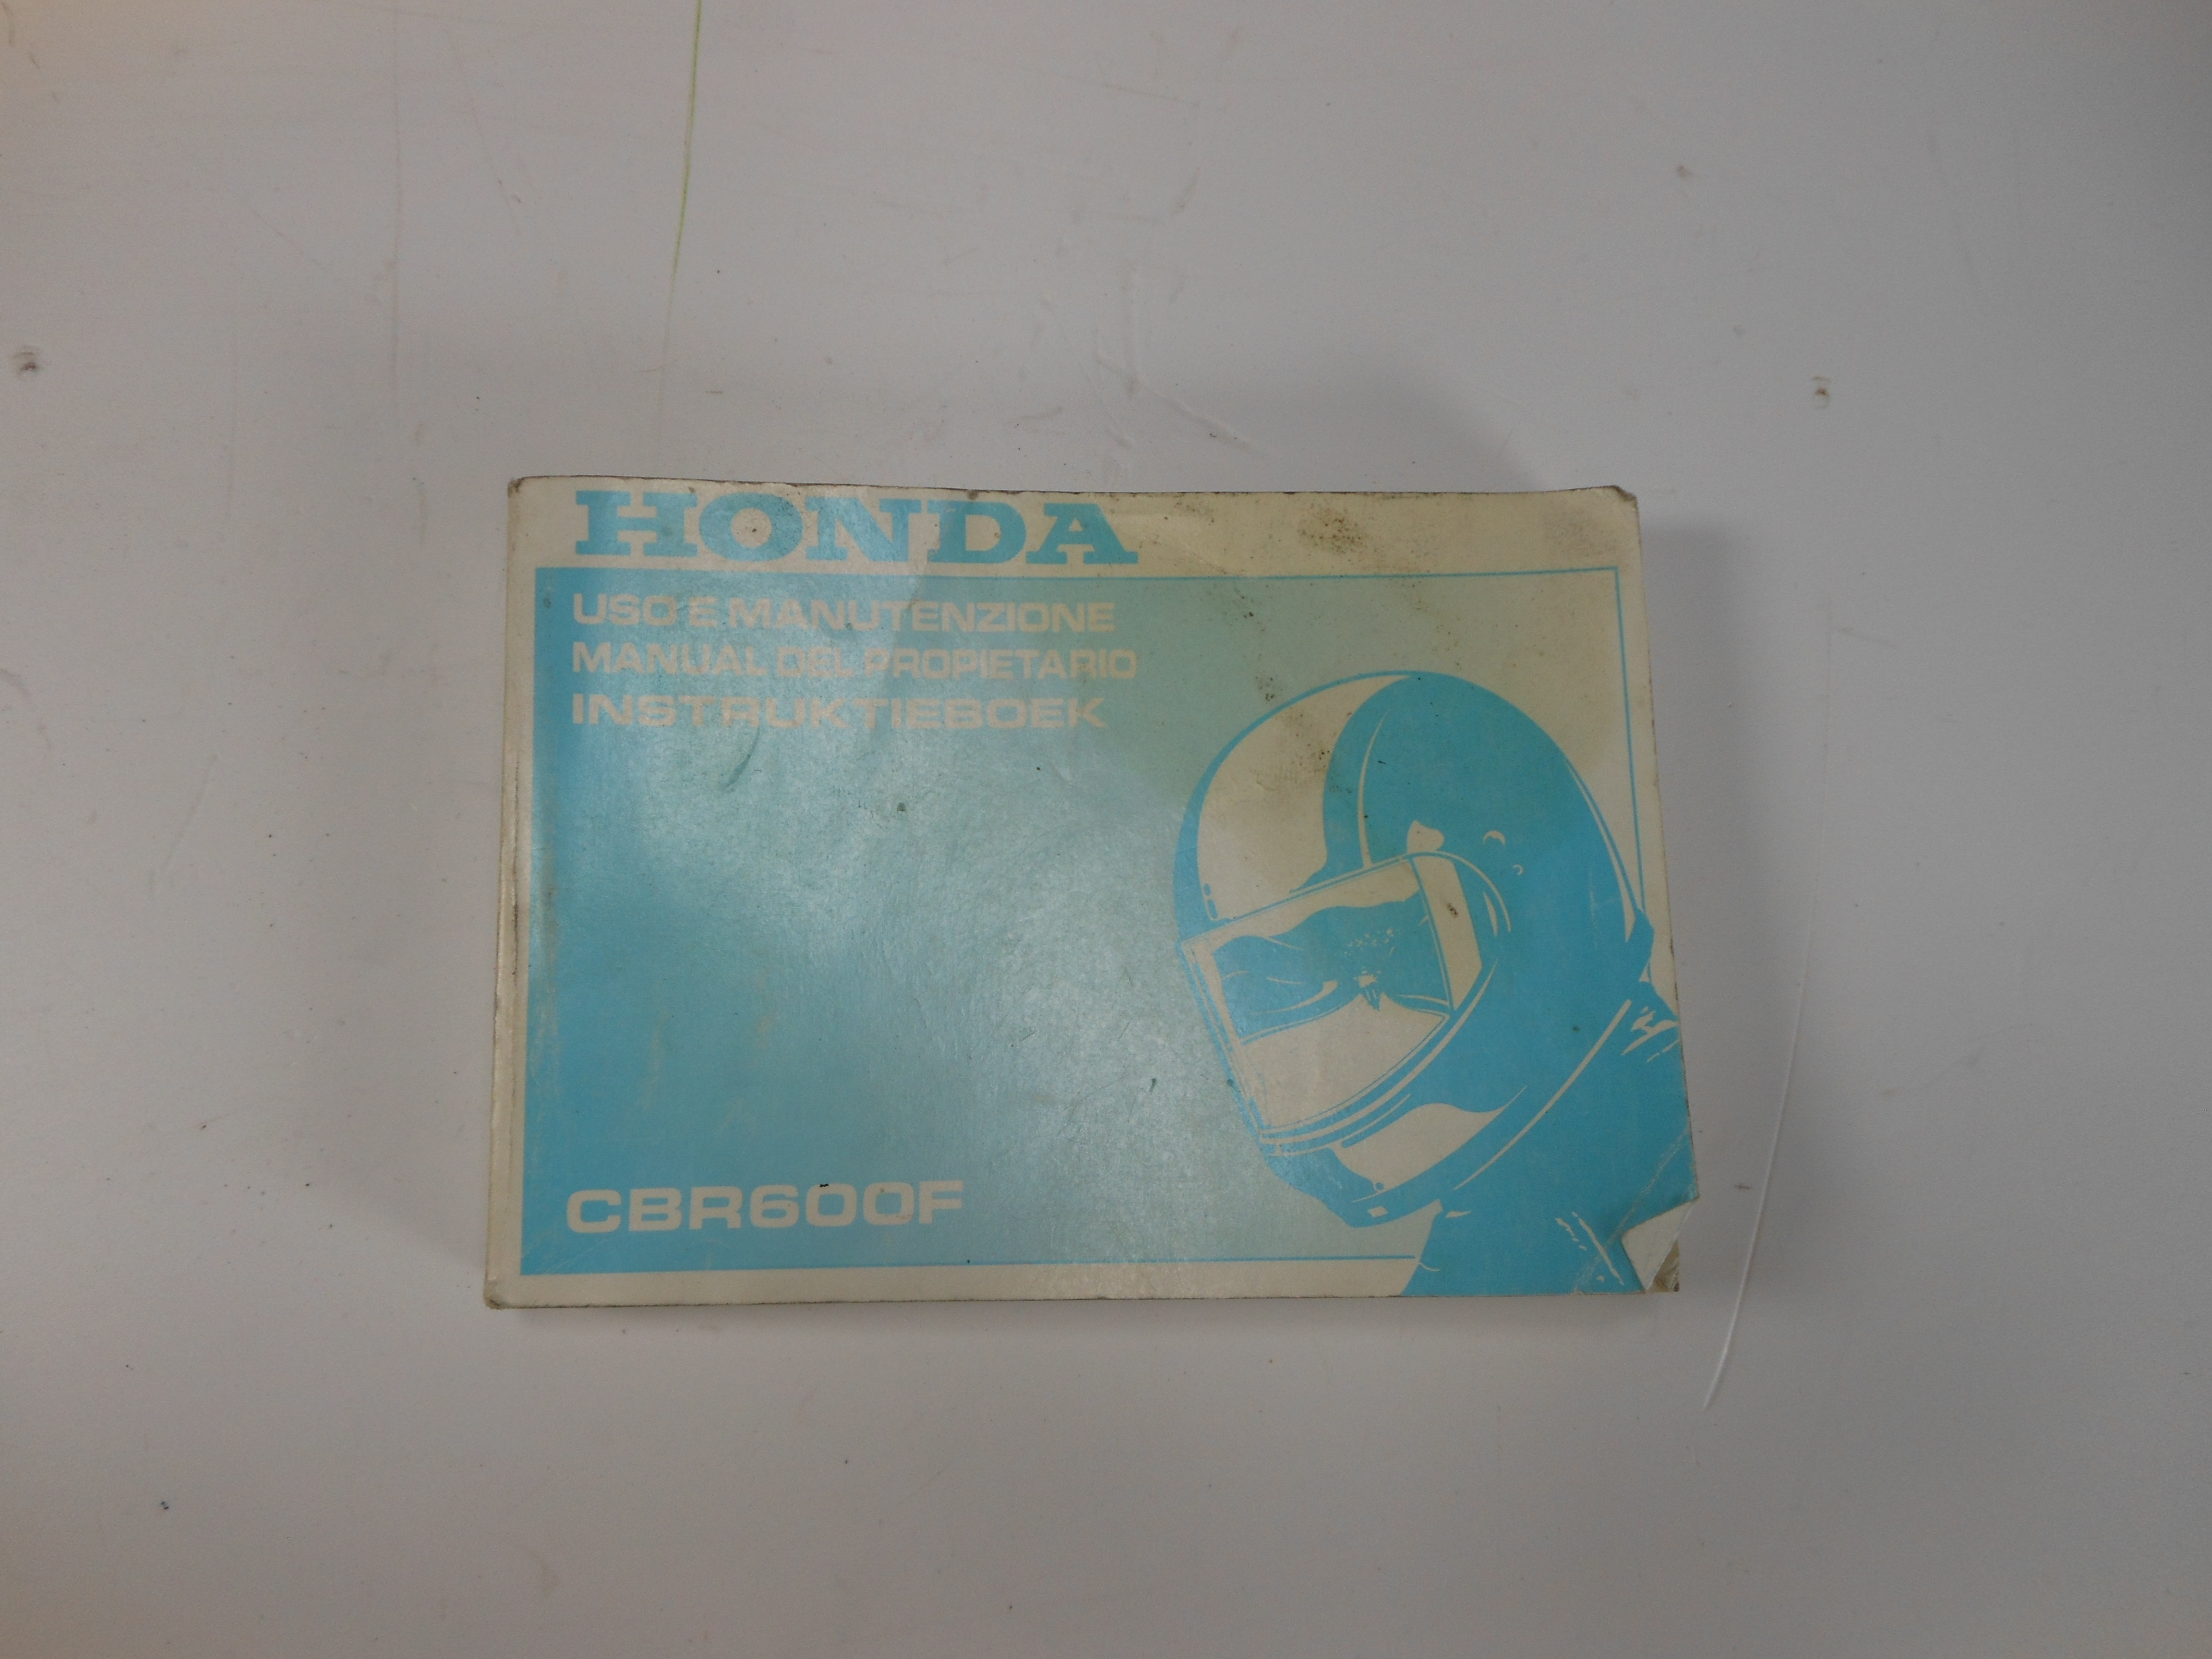 HONDA
USO E MANUTENZIONE
MANUAL DEL PROPIETARIO
INSTRUKTIEBOEK
CBR600F